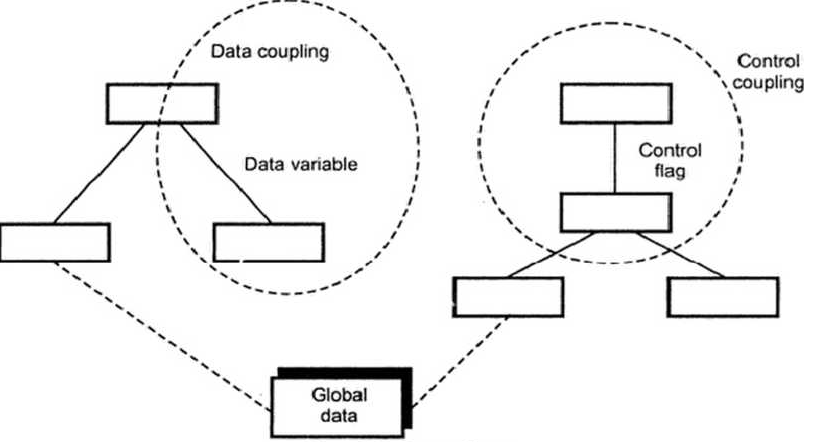 Data coupling
Data variable
Control
coupling
Control
flag
Global
data